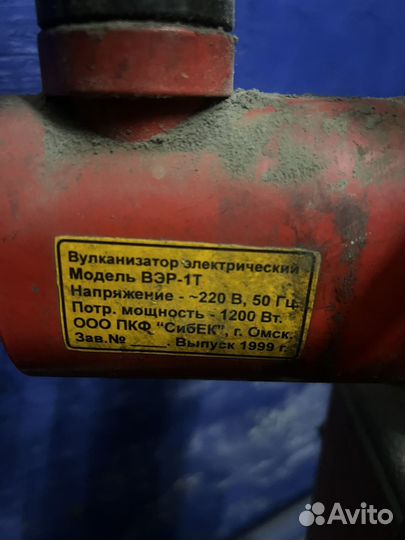 Вулканизатор электрический
Модель ВЭР-1Т
Напряжение - ~220 В, 50 Гц.
Потр. мощность - 1200 Вт.
ООО ПКФ "СибЕК", г. Омск.
Зав.№ ____. Выпуск 1999 г.
Avito